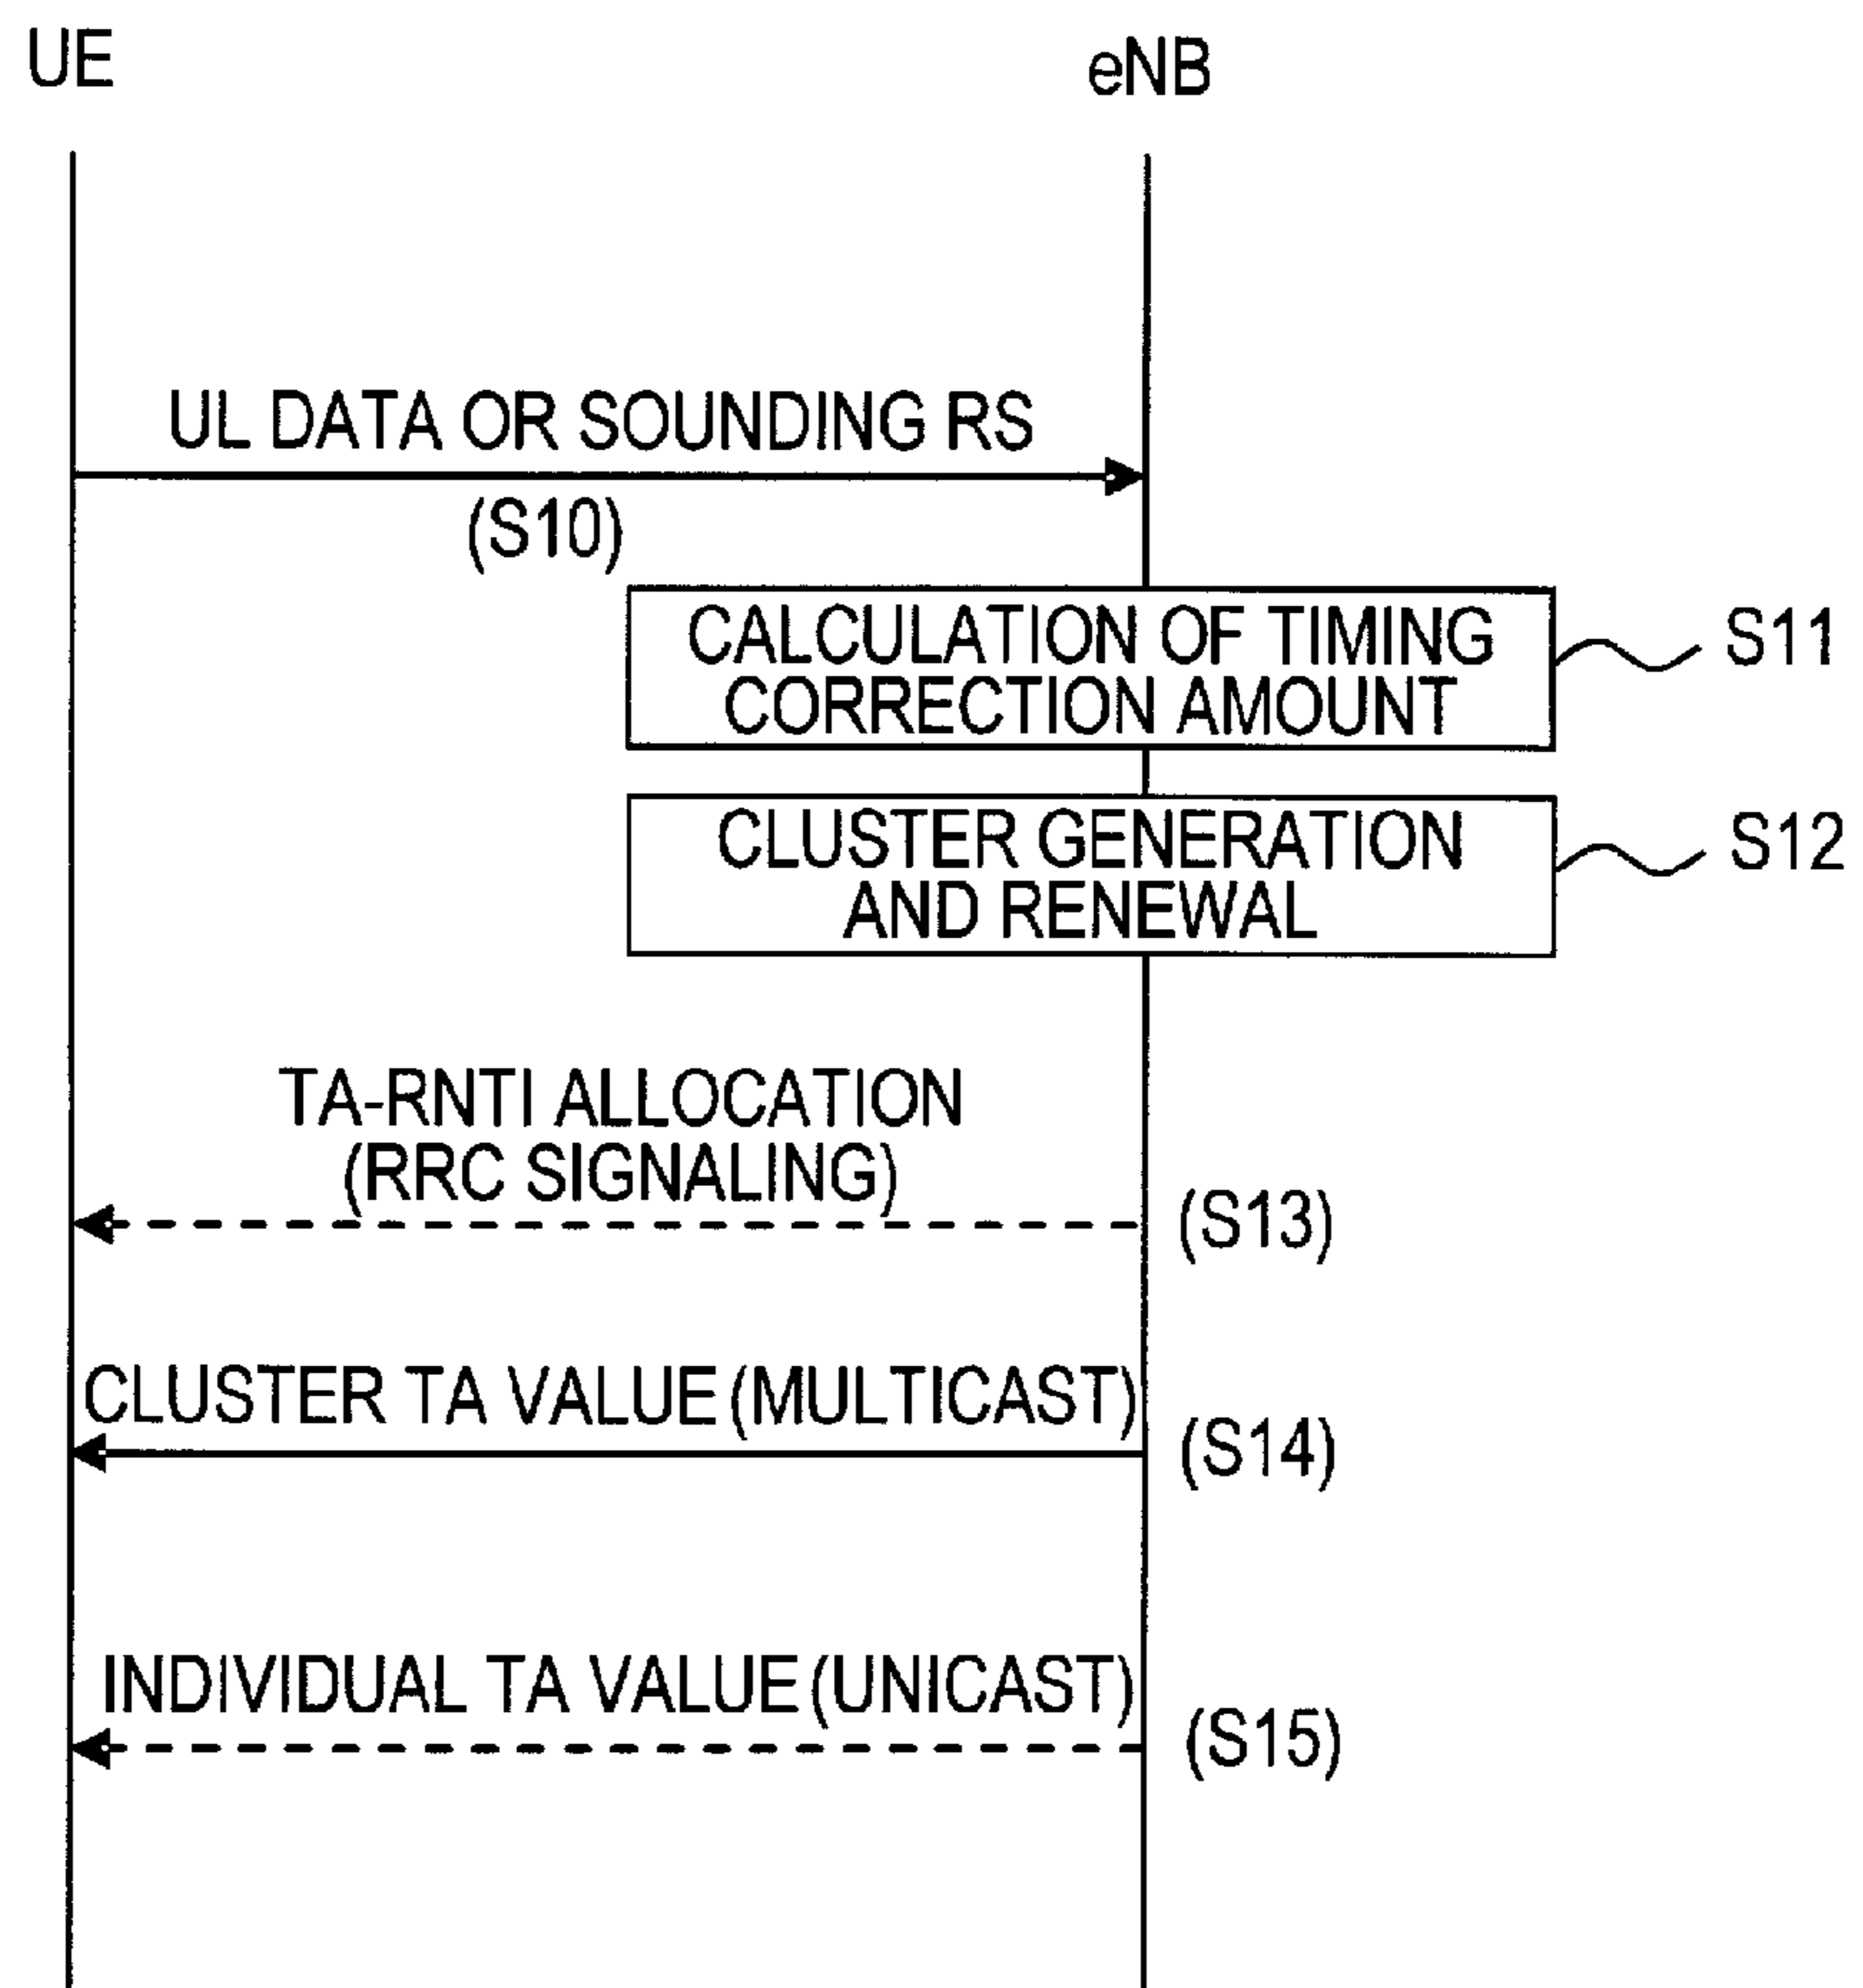 UE
eNB
UL DATA OR SOUNDING RS
(S10)
CALCULATION OF TIMING
CORRECTION AMOUNT
S11
CLUSTER GENERATION
AND RENEWAL
S12
TA-RNTI ALLOCATION
(RRC SIGNALING)
(S13)
CLUSTER TA VALUE (MULTICAST)
(S14)
INDIVIDUAL TA VALUE (UNICAST)
(S15)